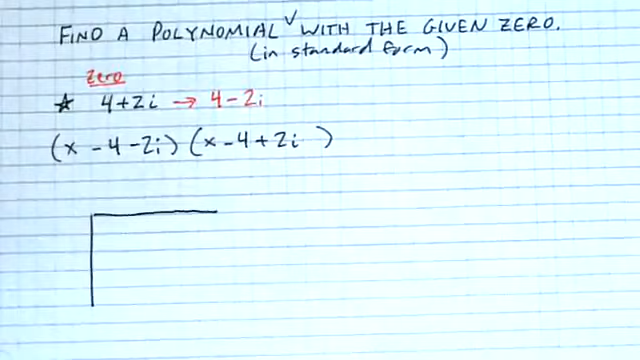 FIND A POLYNOMIAL WITH THE GIVEN ZERO.
(in standard form)
Zero
☆ 4+2i → 4-2i
(x -4-2i)(x-4+2i )